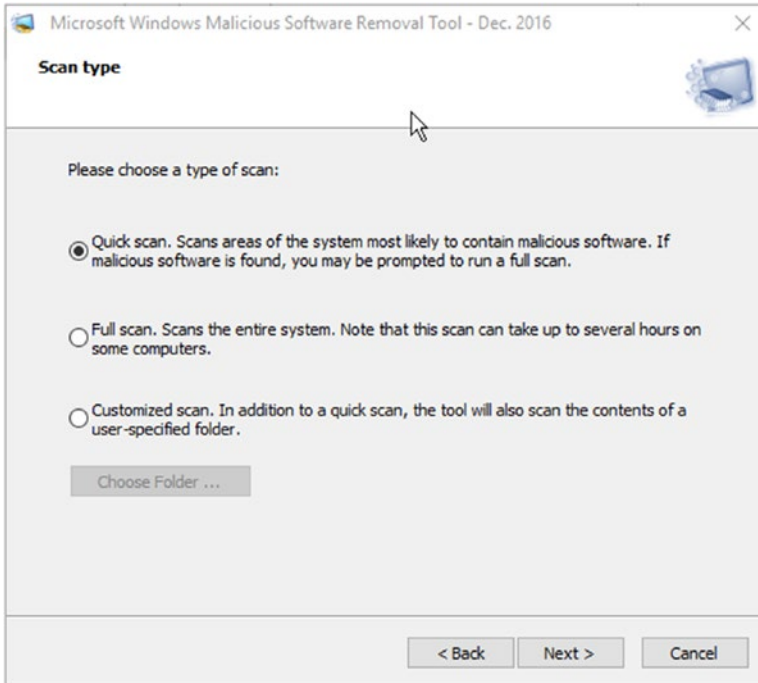 Microsoft Windows Malicious Software Removal Tool - Dec. 2016
Scan type
Please choose a type of scan:
Quick scan. Scans areas of the system most likely to contain malicious software. If
malicious software is found, you may be prompted to run a full scan.
Full scan. Scans the entire system. Note that this scan can take up to several hours on
some computers.
Customized scan. In addition to a quick scan, the tool will also scan the contents of a
user-specified folder.
Choose Folder ...
< Back Next > Cancel